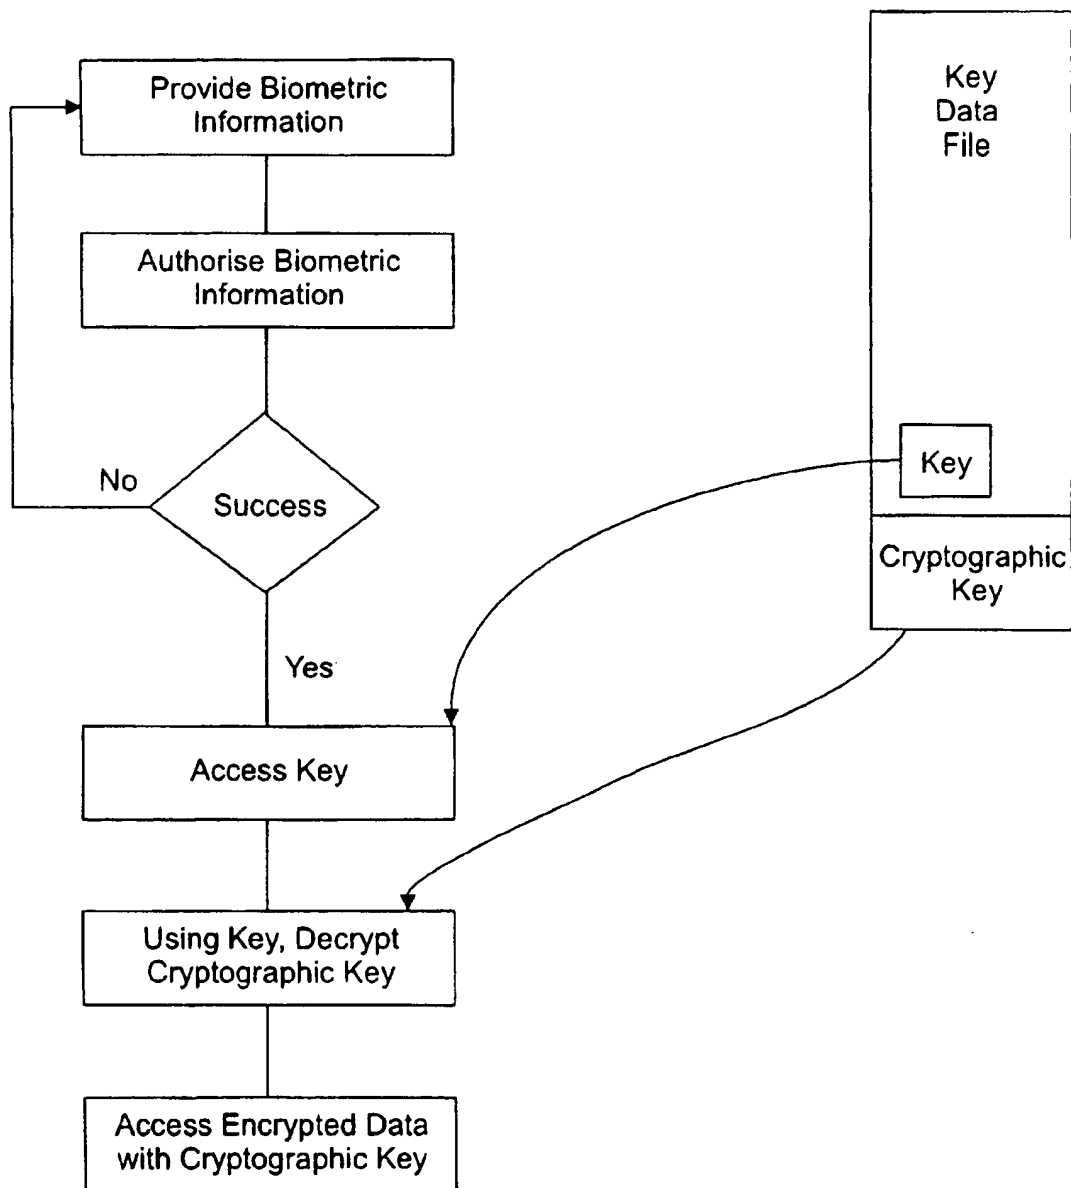 Provide Biometric
Information
Authorise Biometric
Information
Success
No
Yes
Access Key
Using Key, Decrypt
Cryptographic Key
Access Encrypted Data
with Cryptographic Key
Key
Data
File
Key
Cryptographic
Key